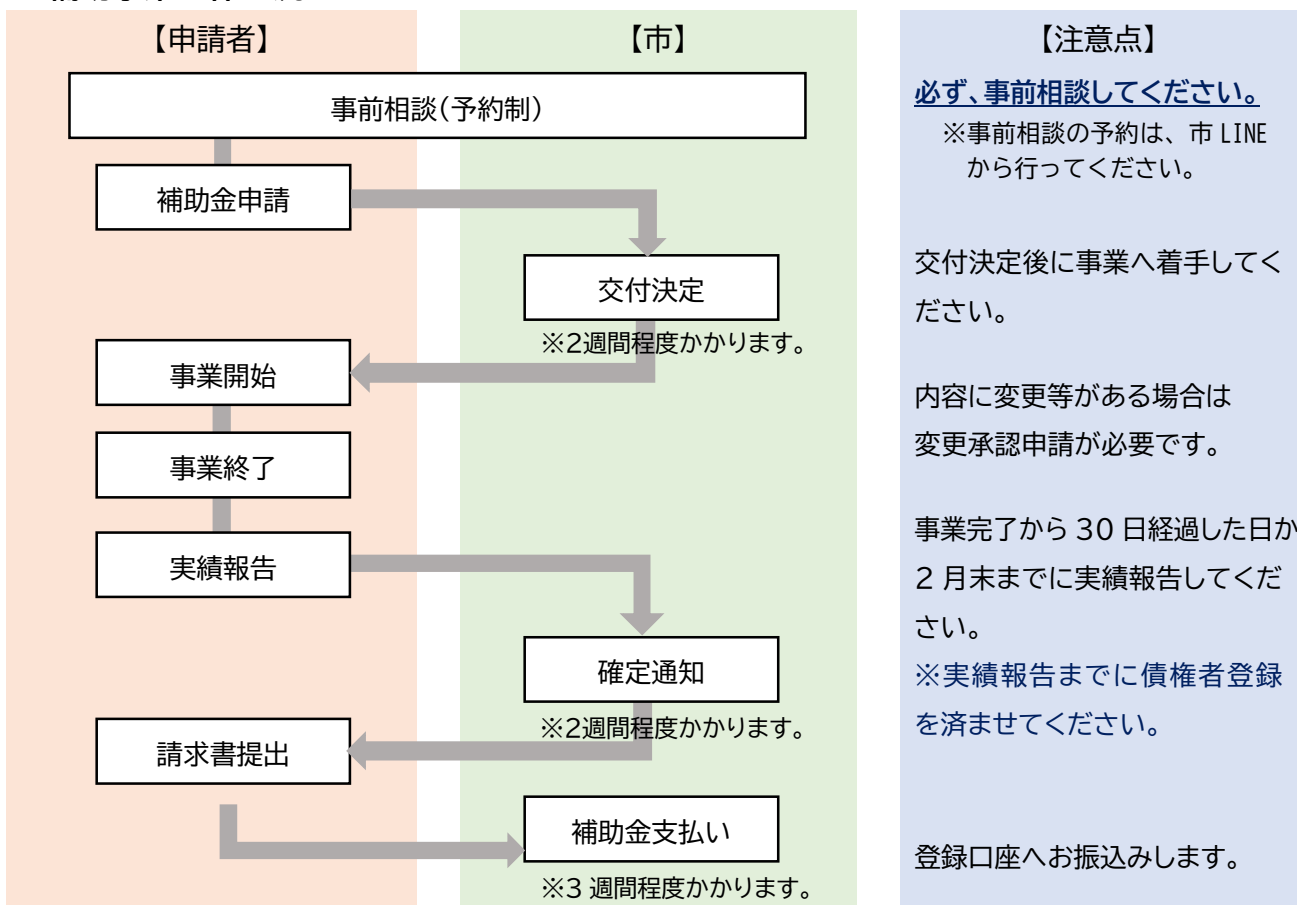 【申請者】
【市】
【注意点】
事前相談(予約制)
必ず、事前相談してください。
※事前相談の予約は、市 LINE
から行ってください。
補助金申請
交付決定
※2週間程度かかります。
交付決定後に事業へ着手してく
ださい。
事業開始
内容に変更等がある場合は
変更承認申請が必要です。
事業終了
実績報告
事業完了から 30 日経過した日か
2 月末までに実績報告してくだ
さい。
※実績報告までに債権者登録
を済ませてください。
確定通知
※2週間程度かかります。
請求書提出
補助金支払い
※3 週間程度かかります。
登録口座へお振込みします。